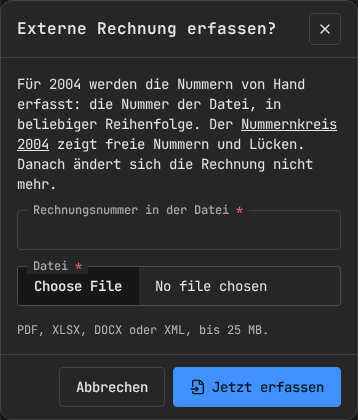 Externe Rechnung erfassen?
Für 2004 werden die Nummern von Hand
erfasst: die Nummer der Datei, in
beliebiger Reihenfolge. Der Nummernkreis
2004 zeigt freie Nummern und Lücken.
Danach ändert sich die Rechnung nicht
mehr.
Rechnungsnummer in der Datei *
Datei *
Choose File No file chosen
PDF, XLSX, DOCX oder XML, bis 25 MB.
Abbrechen Jetzt erfassen